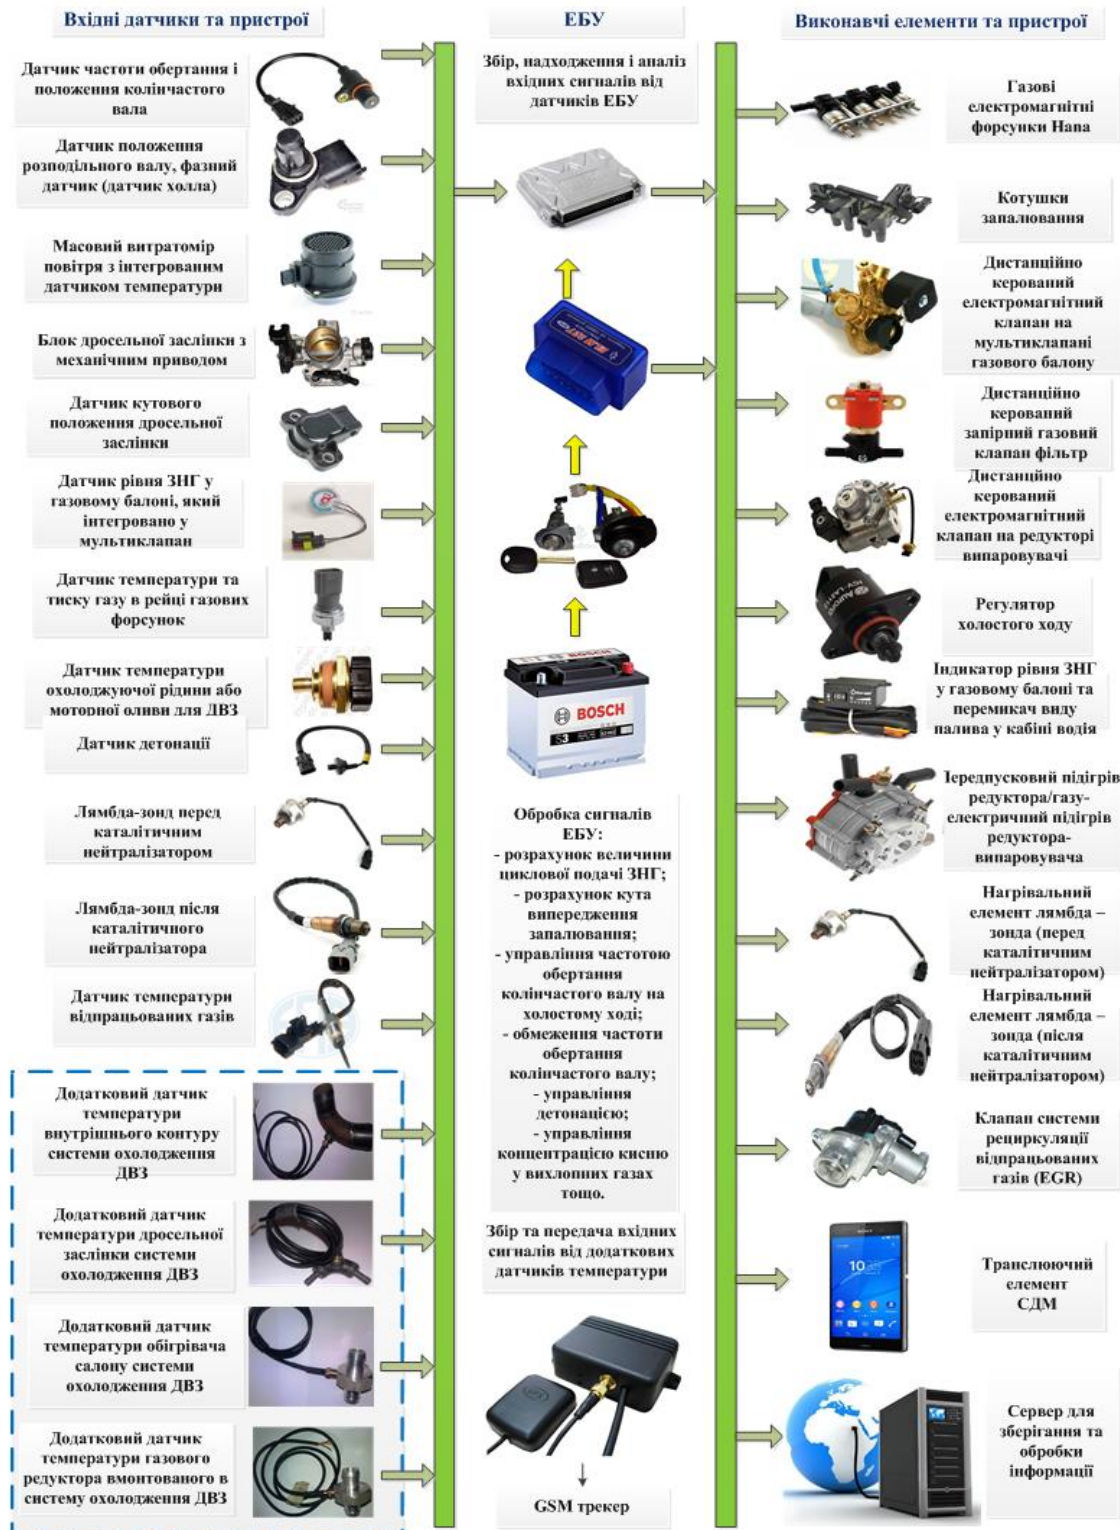 Вхідні датчики та пристрої
Датчик частоти обертання і
положення колінчастого
вала
Датчик положення
розподільного валу, фазний
датчик (датчик холла)
Масовий витратомір
повітря з інтегрованим
датчиком температури
Блок дросельної заслінки з
механічним приводом
Датчик кутового
положення дросельної
заслінки
Датчик рівня ЗНГ у
газовому балоні, який
інтегровано у
мультиклапан
Датчик температури та
тиску газу в рейці газових
форсунок
Датчик температури
охолоджуючої рідини або
моторної оливи для ДВЗ
Датчик детонації
Лямбда-зонд перед
каталітичним
нейтралізатором
Лямбда-зонд після
каталітичного
нейтралізатора
Датчик температури
відпрацьованих газів
Додатковий датчик
температури
внутрішнього контуру
системи охолодження
ДВЗ
Додатковий датчик
температури дросельної
заслінки системи
охолодження ДВЗ
Додатковий датчик
температури обігрівача
салону системи
охолодження ДВЗ
Додатковий датчик
температури газового
редуктора вмонтованого в
систему охолодження ДВЗ
ЕБУ
Збір, надходження і аналіз
вхідних сигналів від
датчиків ЕБУ
BOSCH
BOSCH
S3
Обробка сигналів
ЕБУ:
- розрахунок величини
циклової подачі ЗНГ;
- розрахунок кута
випередження
запалювання;
- управління частотою
обертання
колінчастого валу на
холостому ході;
- обмеження частоти
обертання
колінчастого валу;
- управління
детонацією;
- управління
концентрацією кисню
у вихлопних газах
тощо.
Збір та передача вхідних
сигналів від додаткових
датчиків температури
GSM трекер
Виконавчі елементи та пристрої
Газові
електромагнітні
форсунки Hana
Котушки
запалювання
Дистанційно
керований
електромагнітний
клапан на
мультиклапані
газового балону
Дистанційно
керований
запірний газовий
клапан фільтр
Дистанційно
керований
електромагнітний
клапан на редукторі
випаровувачі
Регулятор
холостого ходу
Індикатор рівня ЗНГ
у газовому балоні та
перемикач виду
палива у кабіні водія
Передпусковий підігрів
редуктора/газу-
електричний підігрів
редуктора-
випаровувача
Нагрівальний
елемент лямбда –
зонда (перед
каталітичним
нейтралізатором)
Нагрівальний
елемент лямбда –
зонда (після
каталітичним
нейтралізатором)
Клапан системи
рециркуляції
відпрацьованих
газів (EGR)
10
Транслюючий
елемент
СДМ
Сервер для
зберігання та
обробки
інформації